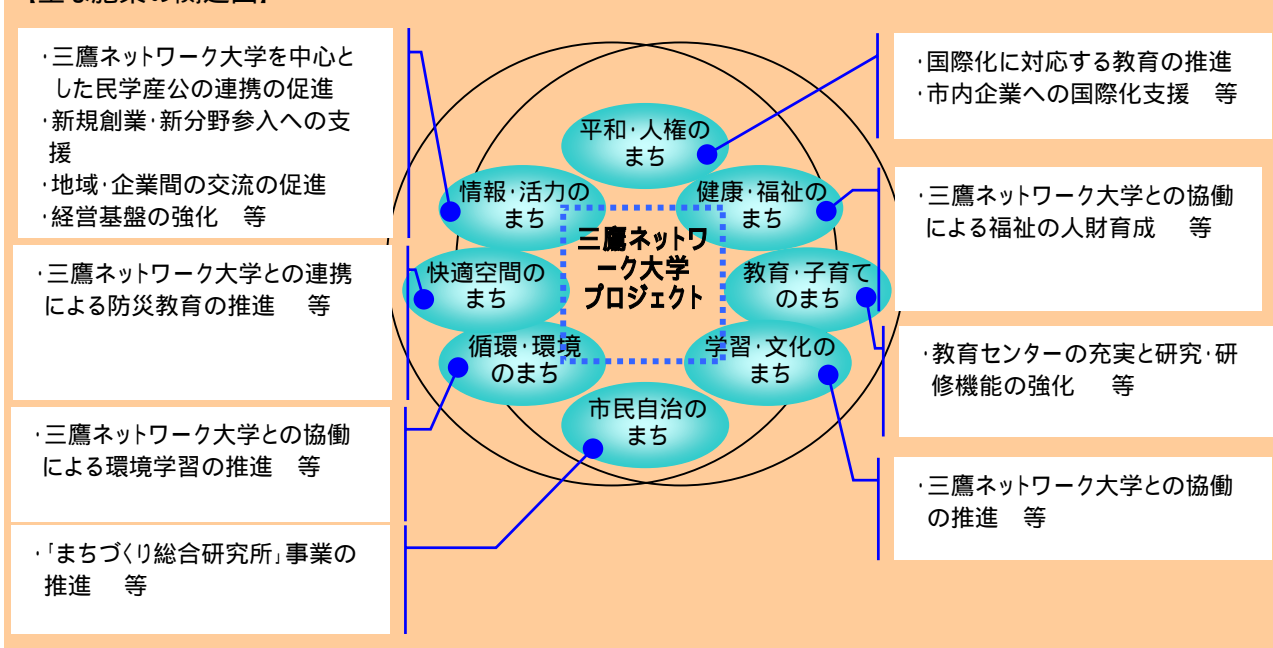 ・三鷹ネットワーク大学を中心と
した民学産公の連携の促進
・新規創業・新分野参入への支
援
・地域・企業間の交流の促進
・経営基盤の強化　等
・三鷹ネットワーク大学との連携
による防災教育の推進　等
・三鷹ネットワーク大学との協働
による環境学習の推進　等
・「まちづくり総合研究所」事業の
推進　等
平和・人権の
まち
情報・活力の
まち
健康・福祉の
まち
三鷹ネットワ
ーク大学
プロジェクト
快適空間の
まち
教育・子育て
のまち
循環・環境
のまち
学習・文化の
まち
市民自治の
まち
・国際化に対応する教育の推進
・市内企業への国際化支援　等
・三鷹ネットワーク大学との協働
による福祉の人財育成　等
・教育センターの充実と研究・研
修機能の強化　等
・三鷹ネットワーク大学との協働
の推進　等